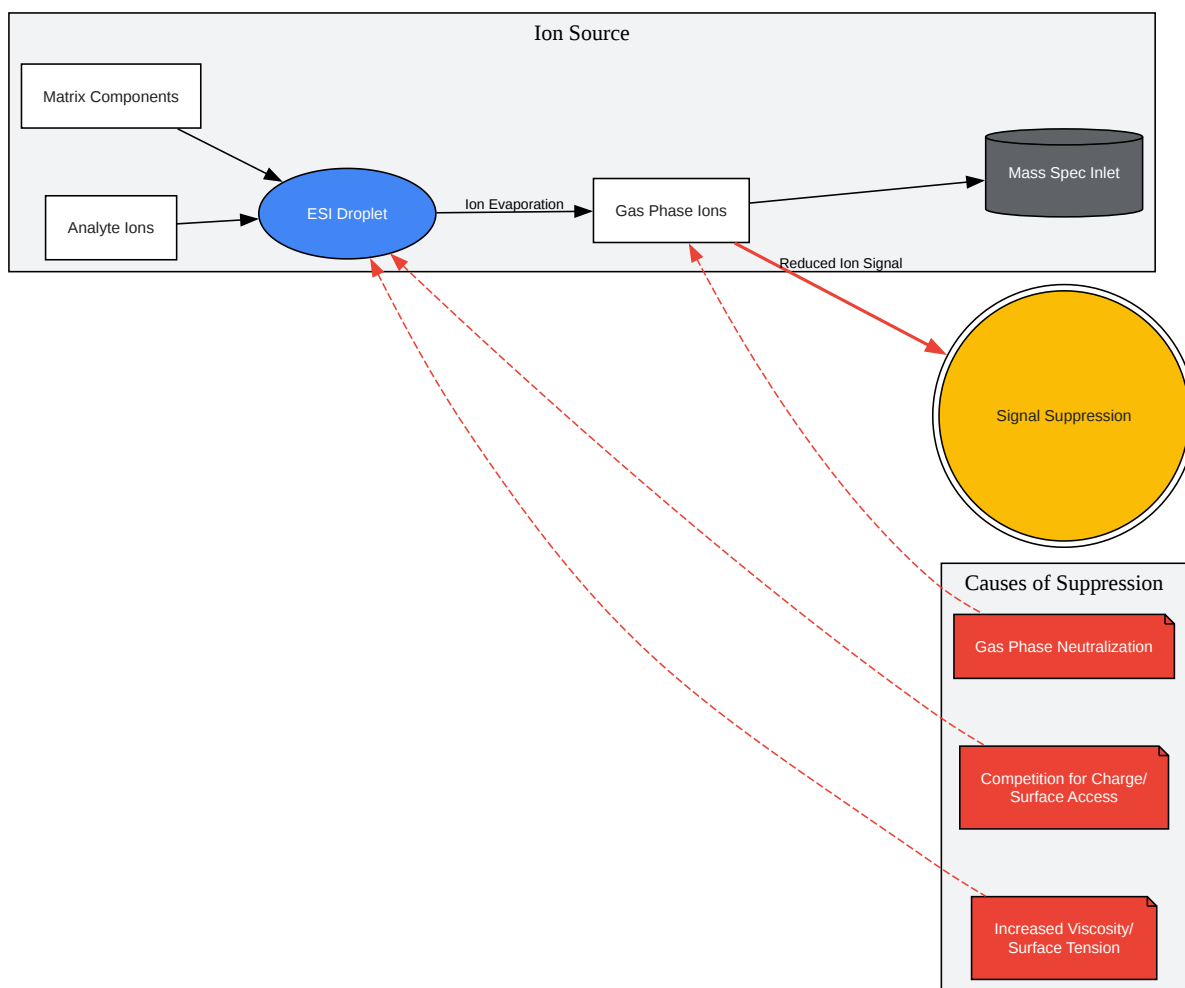 Ion Source
Matrix Components
Analyte Ions
ESI Droplet
Ion Evaporation
Gas Phase Ions
Mass Spec Inlet
Reduced Ion Signal
Signal Suppression
Causes of Suppression
Gas Phase Neutralization
Competition for Charge/
Surface Access
Increased Viscosity/
Surface Tension